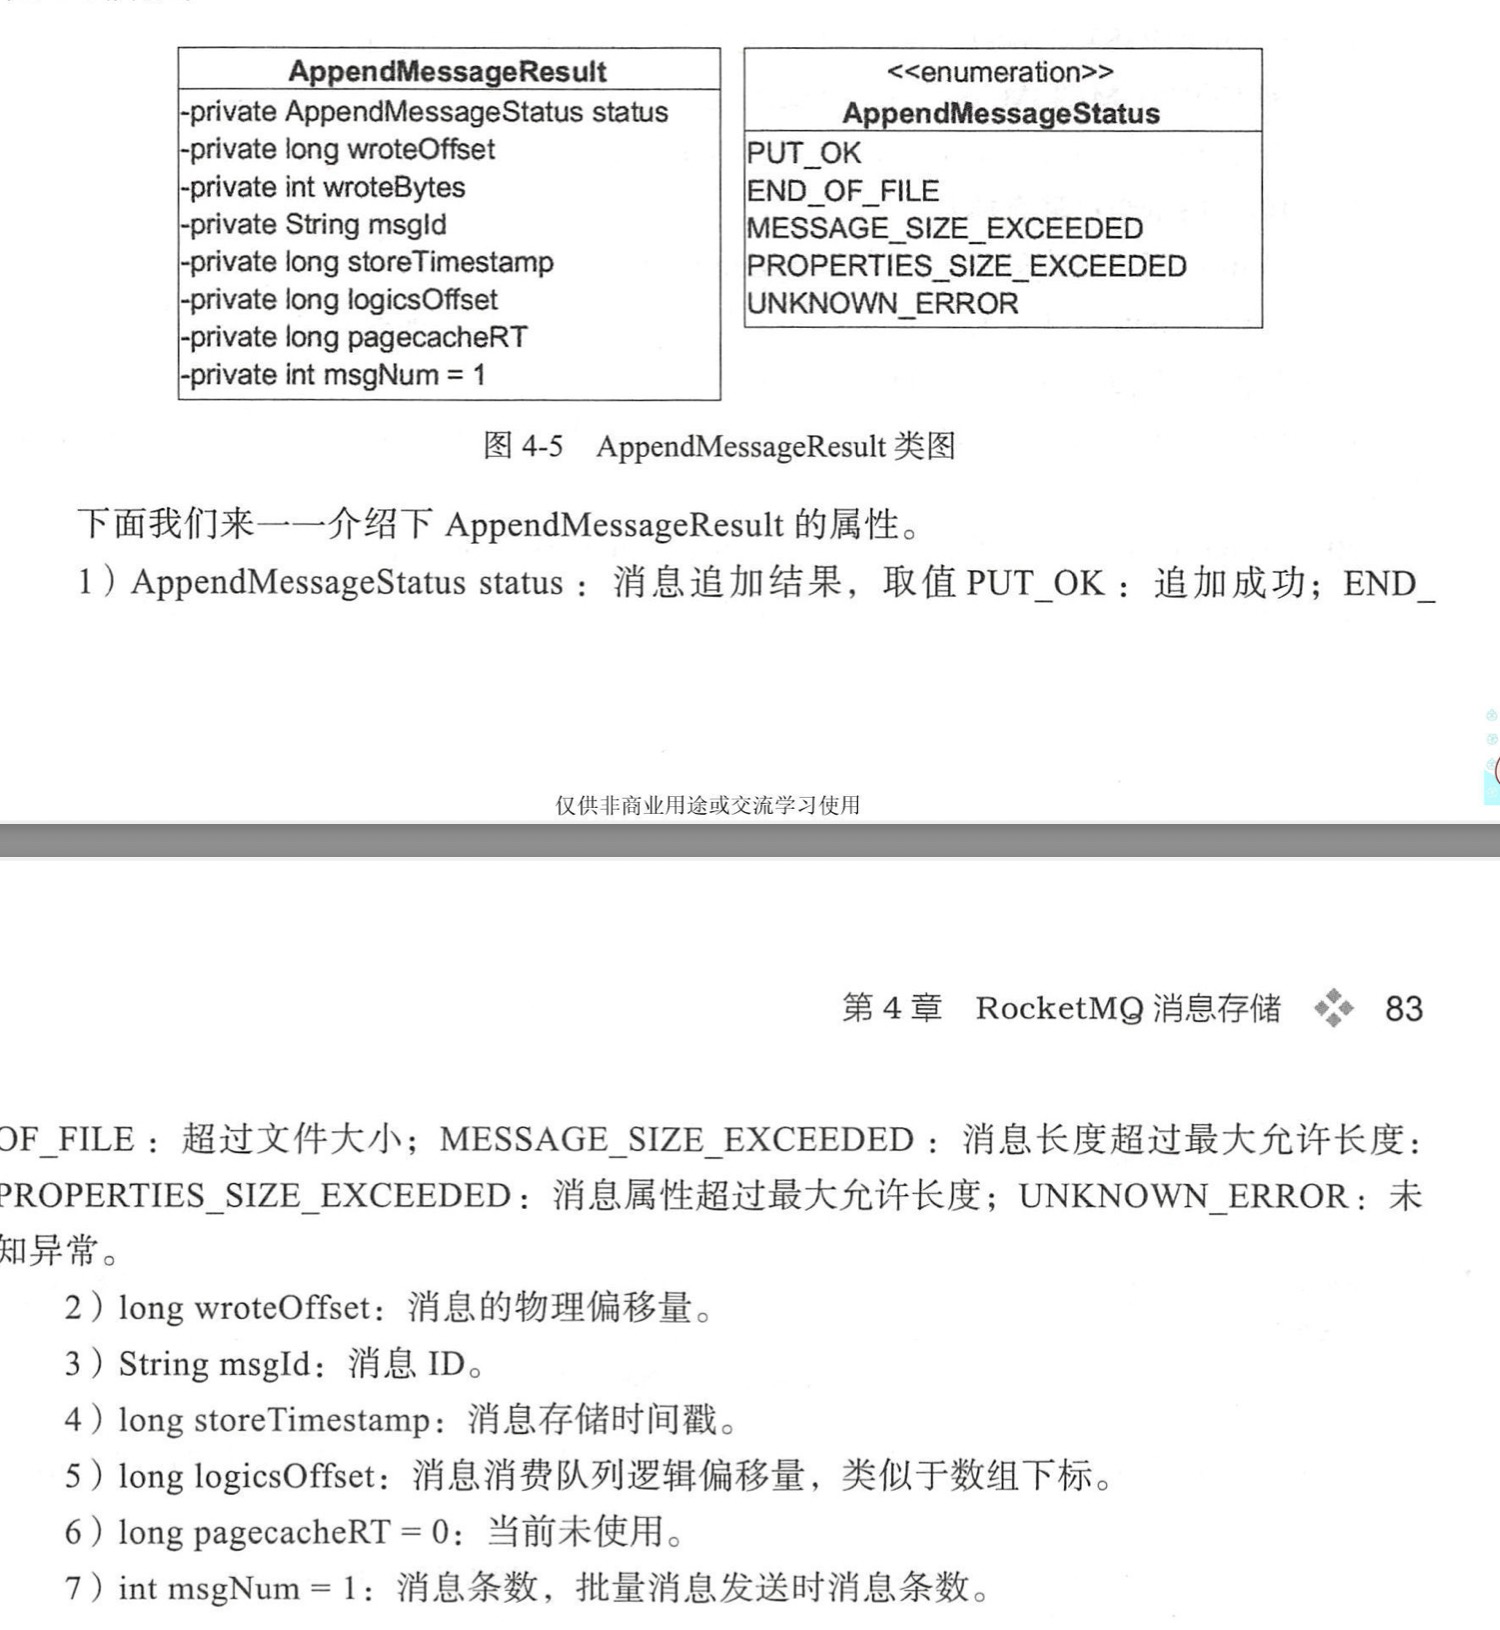 AppendMessageResult
-private AppendMessageStatus status
-private long wroteOffset
-private int wroteBytes
-private String msgId
-private long storeTimestamp
-private long logicsOffset
-private long pagecacheRT
-private int msgNum = 1
<<enumeration>>
AppendMessageStatus
PUT_OK
END_OF_FILE
MESSAGE_SIZE_EXCEEDED
PROPERTIES_SIZE_EXCEEDED
UNKNOWN_ERROR
图 4-5 AppendMessageResult 类图
下面我们来一一介绍下 AppendMessageResult 的属性。
1）AppendMessageStatus status：消息追加结果，取值 PUT_OK：追加成功；END_
仅供非商业用途或交流学习使用
第 4 章 RocketMQ 消息存储 83
OF_FILE：超过文件大小；MESSAGE_SIZE_EXCEEDED：消息长度超过最大允许长度：
PROPERTIES_SIZE_EXCEEDED：消息属性超过最大允许长度；UNKNOWN_ERROR：未
知异常。
2）long wroteOffset：消息的物理偏移量。
3）String msgId：消息 ID。
4）long storeTimestamp：消息存储时间戳。
5）long logicsOffset：消息消费队列逻辑偏移量，类似于数组下标。
6）long pagecacheRT = 0：当前未使用。
7）int msgNum = 1：消息条数，批量消息发送时消息条数。